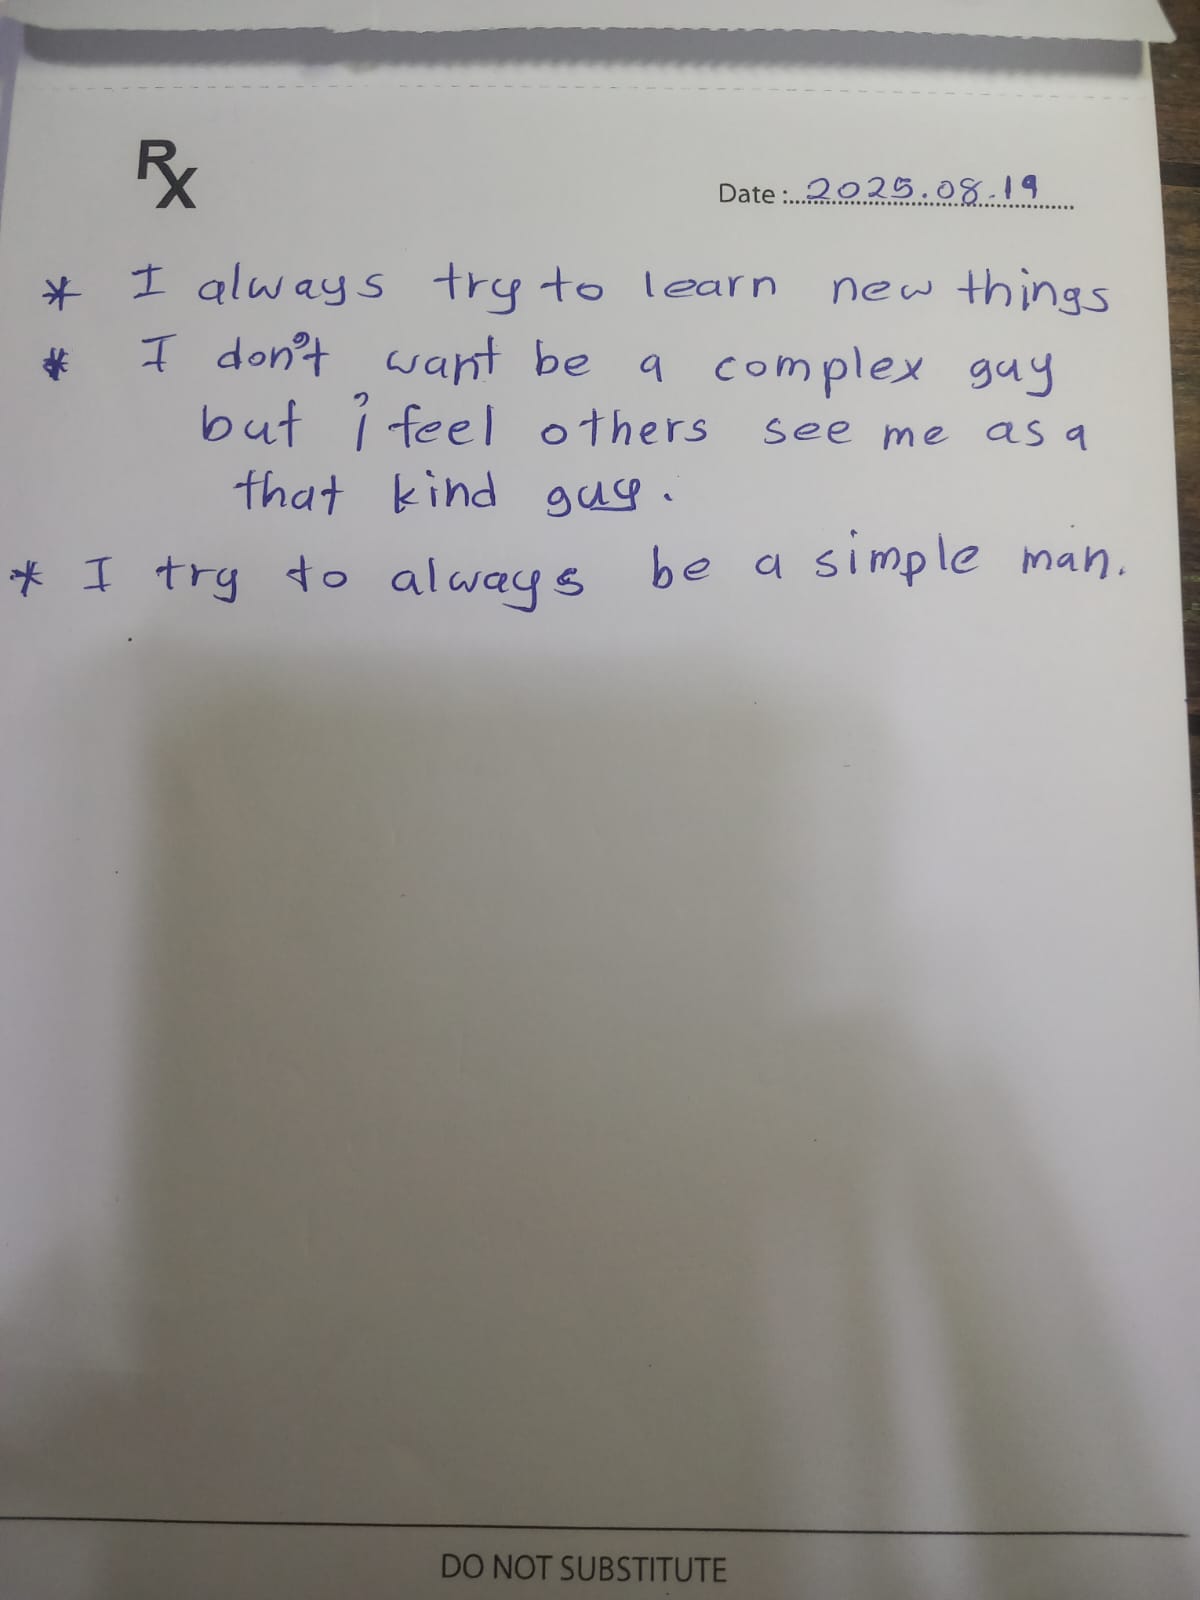 Rx
Date : 2025.08.19
* I always try to learn new things
* I don't want be a complex guy
but i feel others see me as a
that kind guy.
* I try to always be a simple man.
DO NOT SUBSTITUTE